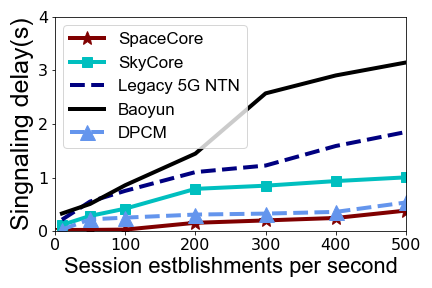 Singnaling delay(s)
4
3
2
1
0
SpaceCore
SkyCore
Legacy 5G NTN
Baoyun
DPCM
0 100 200 300 400 500
Session estblishments per second